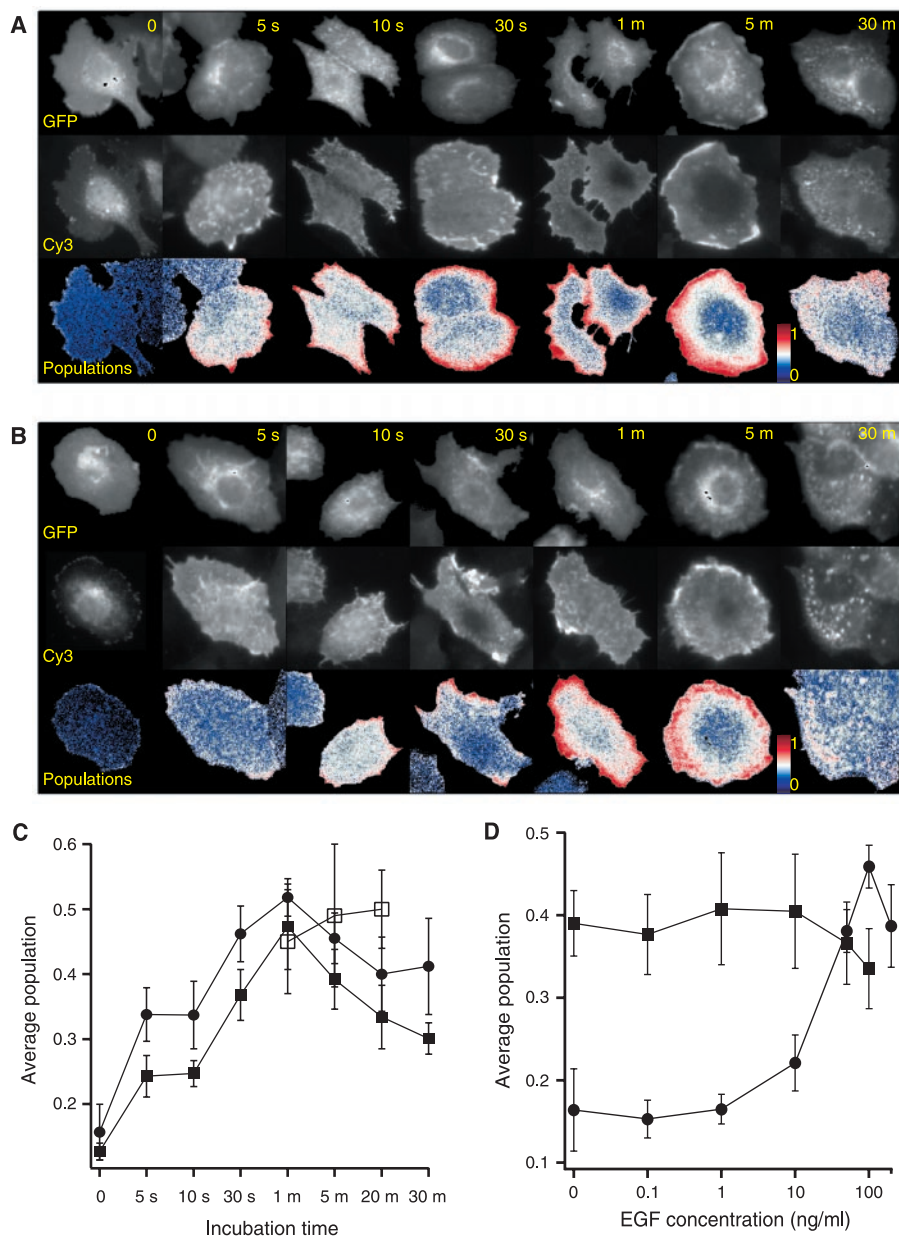 A
0 5 s 10 s 30 s 1 m 5 m 30 m
GFP
Cy3
1
0
Populations
B
0 5 s 10 s 30 s 1 m 5 m 30 m
GFP
Cy3
1
0
Populations
C
0.6
0.5
0.4
0.3
0.2
Average population
0 5 s 10 s 30 s 1 m 5 m 20 m 30 m
Incubation time
D
0.5
0.4
0.3
0.2
0.1
Average population
0 0.1 1 10 100
EGF concentration (ng/ml)